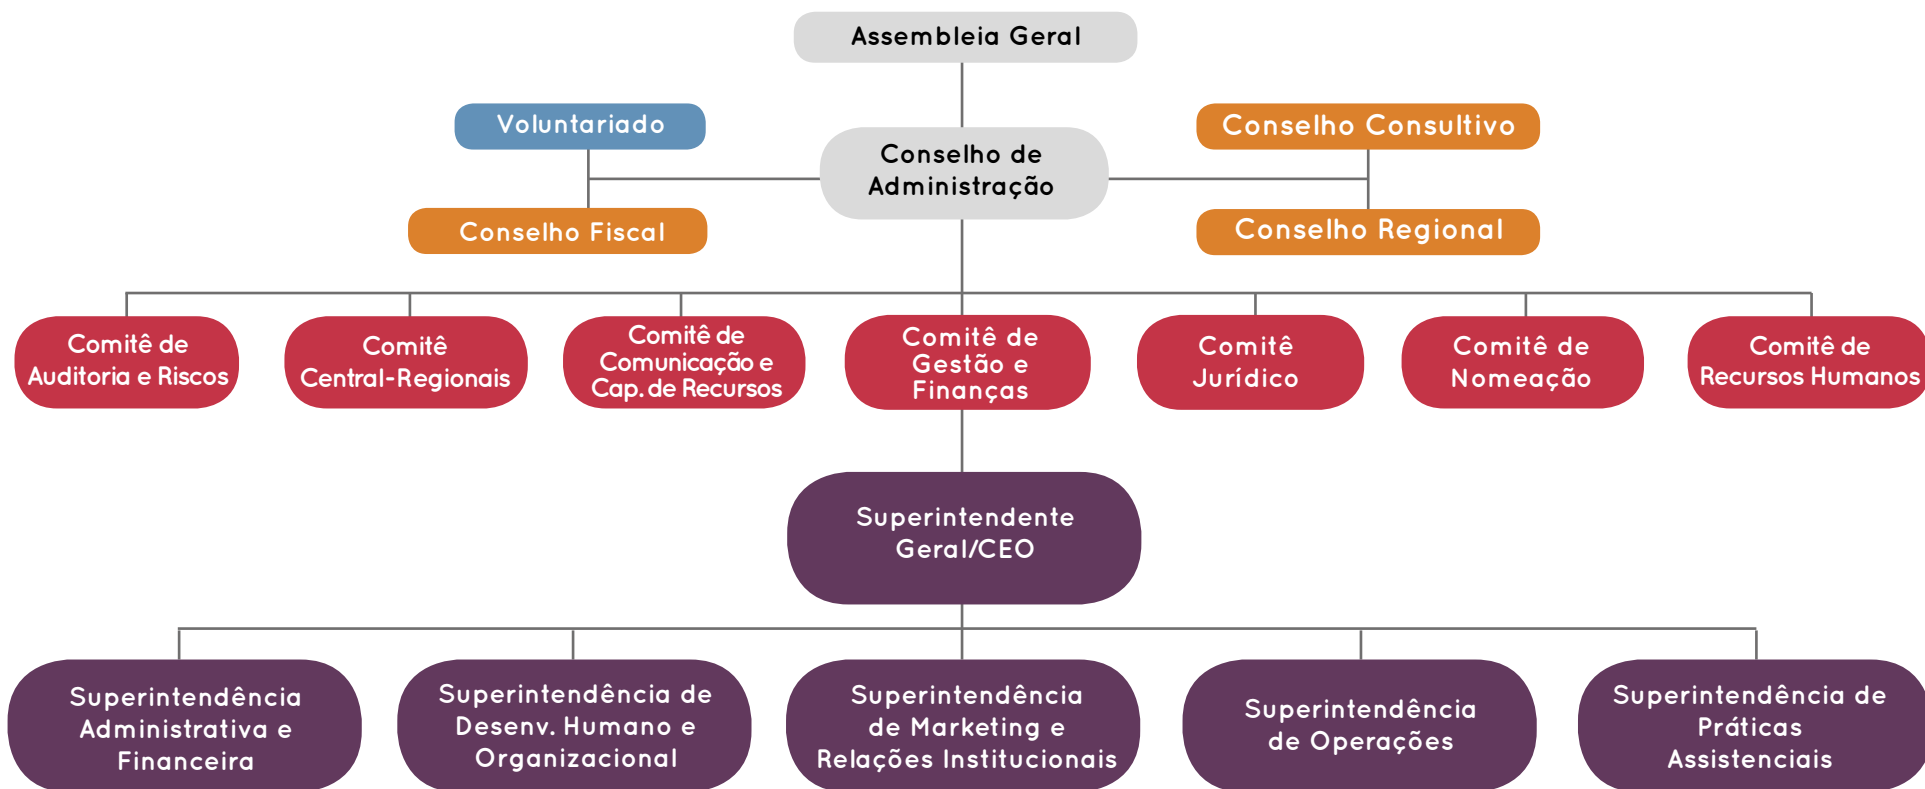 Assembleia Geral
Voluntariado
Conselho Consultivo
Conselho de
Administração
Conselho Fiscal
Conselho Regional
Comitê de
Auditoria e Riscos
Comitê
Central-Regionais
Comitê de
Comunicação e
Cap. de Recursos
Comitê de
Gestão e
Finanças
Comitê
Jurídico
Comitê de
Nomeação
Comitê de
Recursos Humanos
Superintendente
Geral/CEO
Superintendência
Administrativa e
Financeira
Superintendência de
Desenv. Humano e
Organizacional
Superintendência
de Marketing e
Relações Institucionais
Superintendência
de Operações
Superintendência de
Práticas
Assistenciais